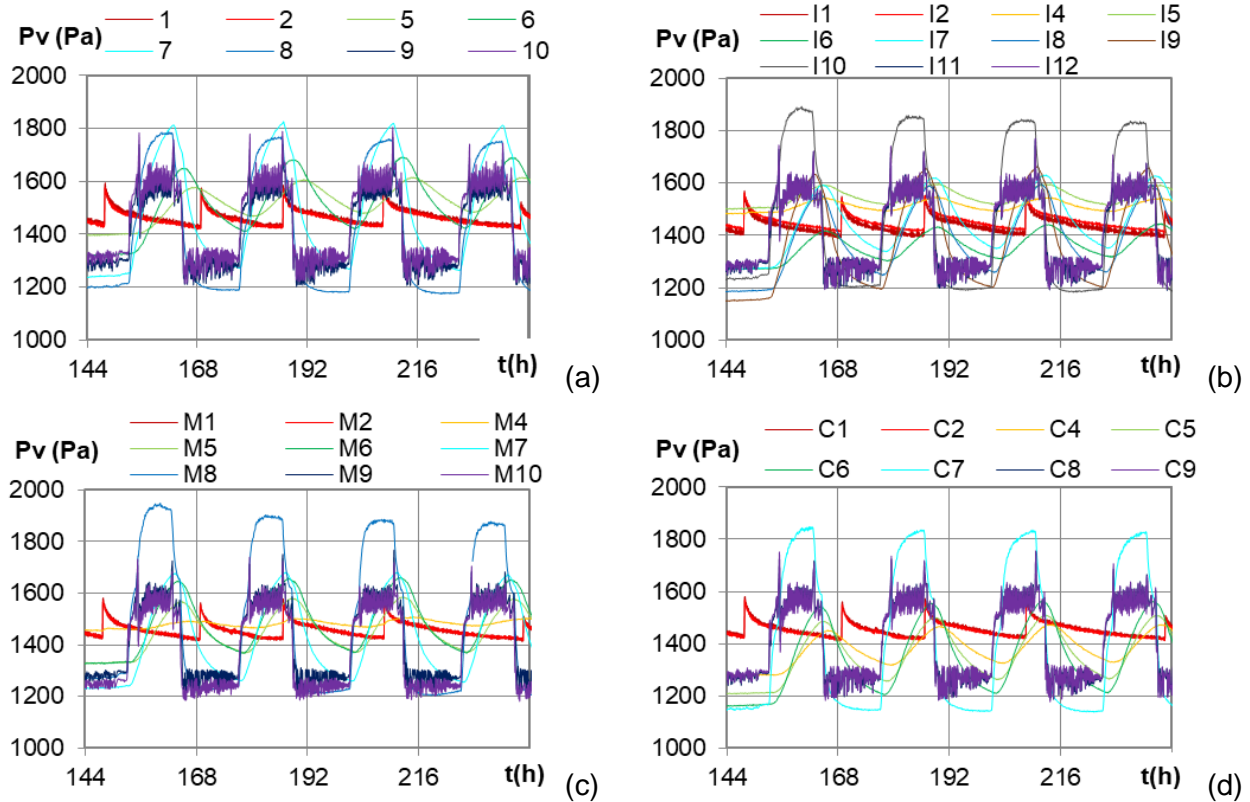 1 2 5 6
Pv (Pa)
7 8 9 10
2000
1800
1600
1400
1200
1000
144 168 192 216 t(h)
(a)
I1 I2 I4 I5
Pv (Pa)
I6 I7 I8 I9
I10 I11 I12
2000
1800
1600
1400
1200
1000
144 168 192 216 t(h)
(b)
M1 M2 M4
Pv (Pa)
M5 M6 M7
M8 M9 M10
2000
1800
1600
1400
1200
1000
144 168 192 216 t(h)
(c)
C1 C2 C4 C5
Pv (Pa)
C6 C7 C8 C9
2000
1800
1600
1400
1200
1000
144 168 192 216 t(h)
(d)